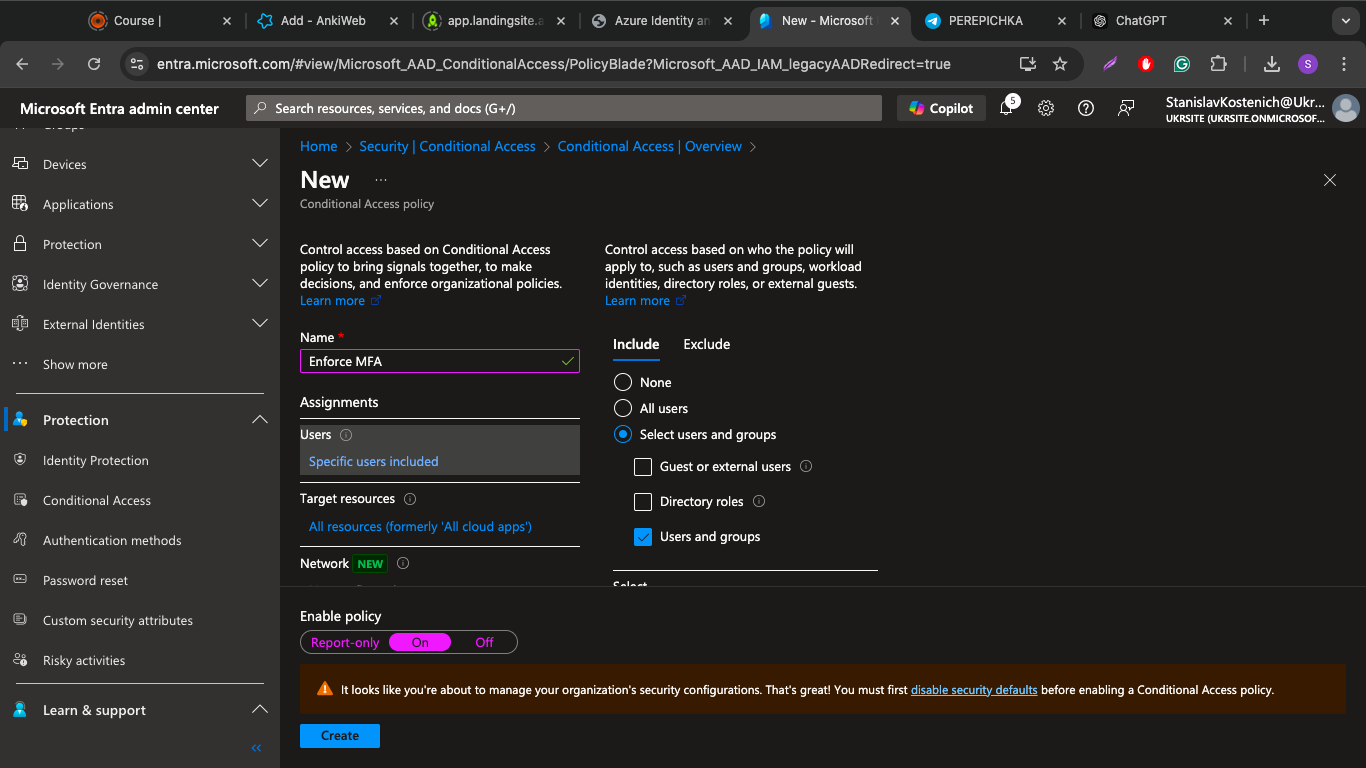 Course |
Add - AnkiWeb
app.landingsite.a
Azure Identity an
New - Microsoft
PEREPICHKA
ChatGPT
entra.microsoft.com/#view/Microsoft_AAD_ConditionalAccess/PolicyBlade?Microsoft_AAD_IAM_legacyAADRedirect=true
S
Microsoft Entra admin center
Search resources, services, and docs (G+/)
Copilot
5
StanislavKostenich@Ukr...
UKRSITE (UKRSITE.ONMICROSOF...
Groups
Devices
Applications
Protection
Identity Governance
External Identities
Show more
Protection
Identity Protection
Conditional Access
Authentication methods
Password reset
Custom security attributes
Risky activities
Learn & support
Home > Security | Conditional Access > Conditional Access | Overview >
New ...
Conditional Access policy
Control access based on Conditional Access
policy to bring signals together, to make
decisions, and enforce organizational policies.
Learn more
Name *
Enforce MFA
Assignments
Users
Specific users included
Target resources
All resources (formerly 'All cloud apps')
Network NEW
Control access based on who the policy will
apply to, such as users and groups, workload
identities, directory roles, or external guests.
Learn more
Include Exclude
None
All users
Select users and groups
Guest or external users
Directory roles
Users and groups
Select
Enable policy
Report-only On Off
It looks like you're about to manage your organization's security configurations. That's great! You must first disable security defaults before enabling a Conditional Access policy.
Create